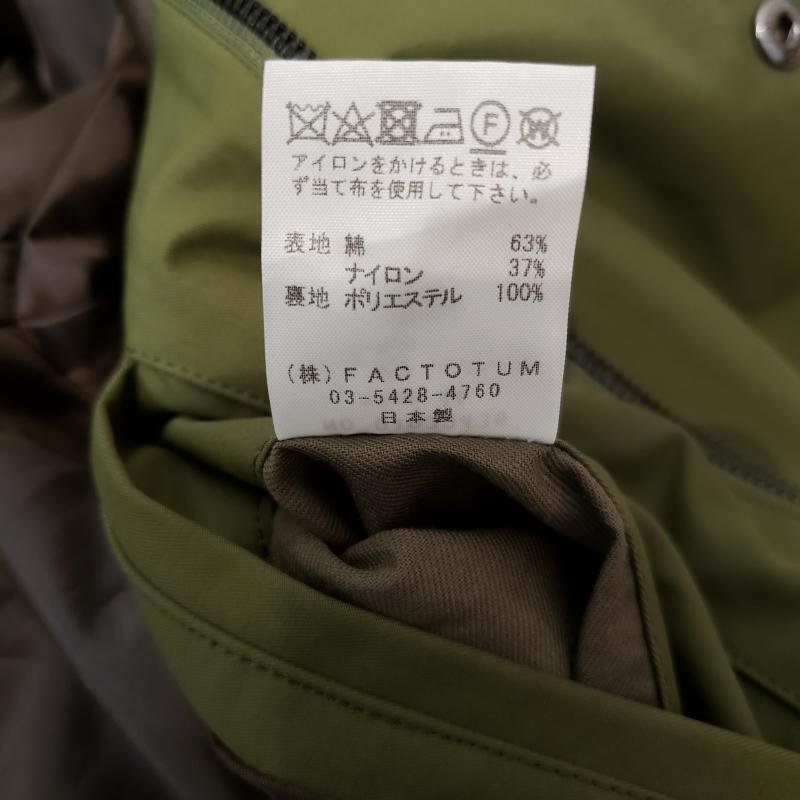 F W
アイロンをかけるときは、必
ず当て布を使用して下さい。
表地 綿 63%
ナイロン 37%
裏地 ポリエステル 100%
(株)FACTOTUM
03-5428-4760
日本製